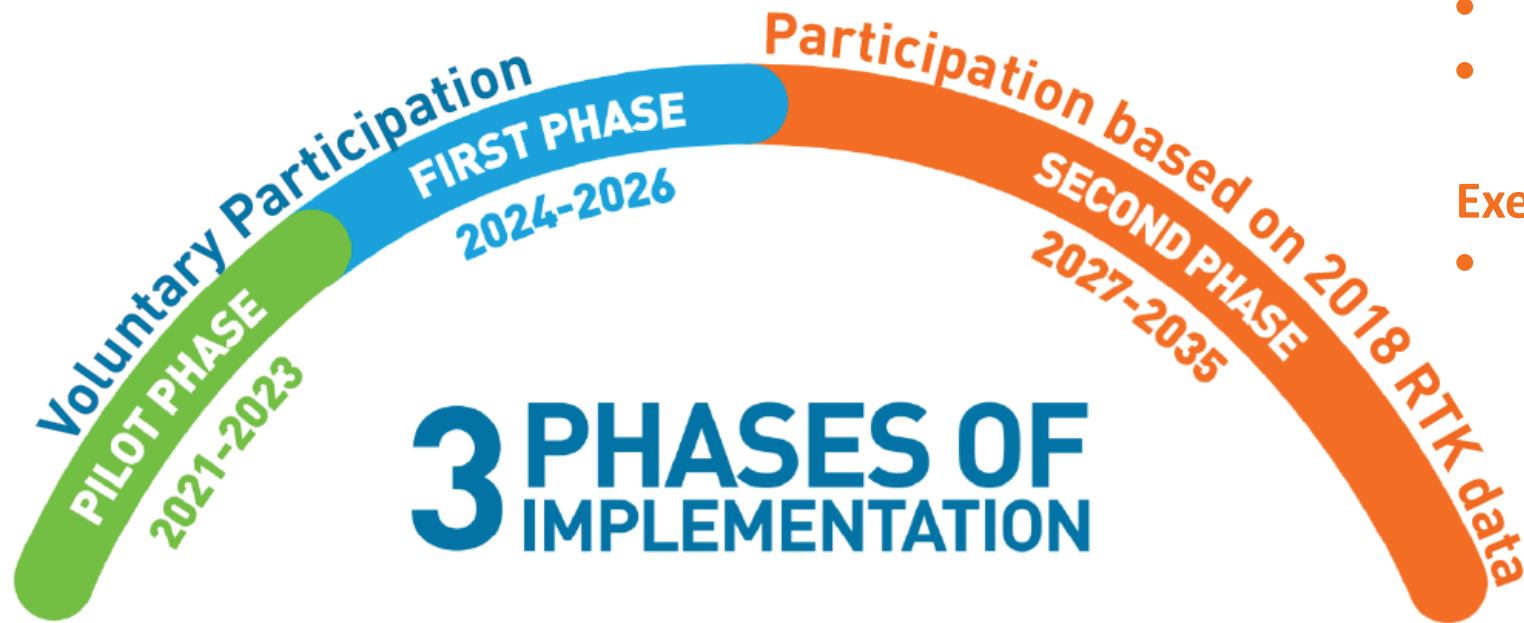 Voluntary Participation
PILOT PHASE
2021-2023
FIRST PHASE
2024-2026
Participation based on 2018 RTK data
SECOND PHASE
2027-2035
3 PHASES OF
IMPLEMENTATION
Exe